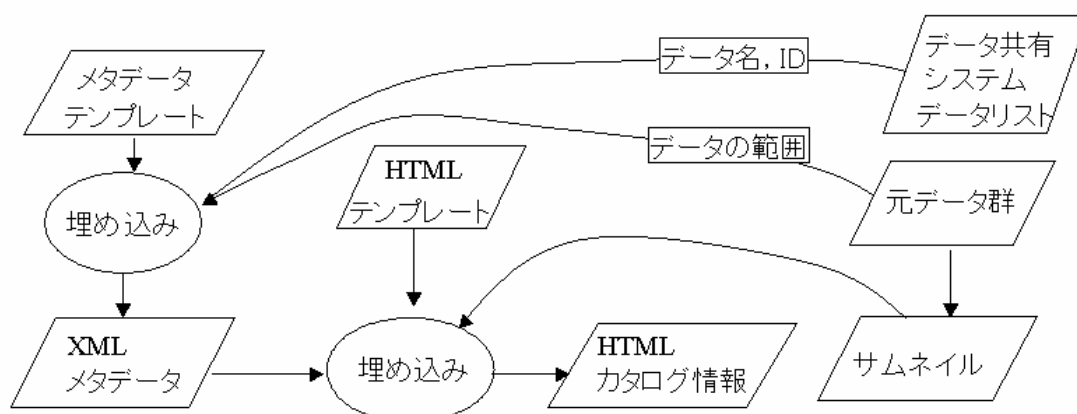 データ名, ID
データ共有
システム
データリスト
メタデータ
テンプレート
データの範囲
HTML
テンプレート
元データ群
埋め込み
XML
メタデータ
埋め込み
HTML
カタログ情報
サムネイル